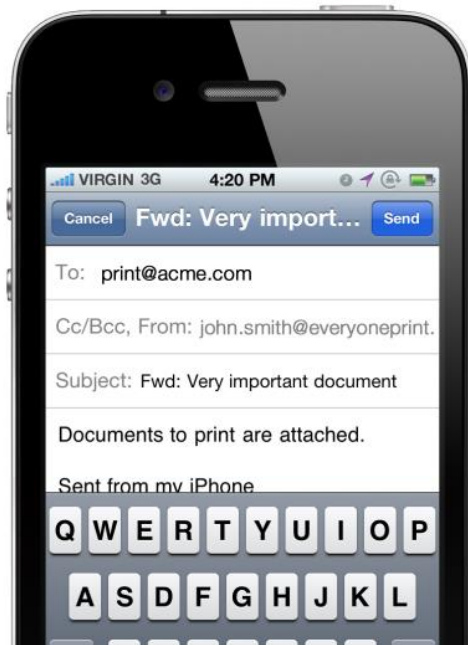 VIRGIN 3G 4:20 PM
Cancel Fwd: Very import... Send
To: print@acme.com
Cc/Bcc, From: john.smith@everyoneprint.
Subject: Fwd: Very important document
Documents to print are attached.
Sent from my iPhone
Q W E R T Y U I O P
A S D F G H J K L